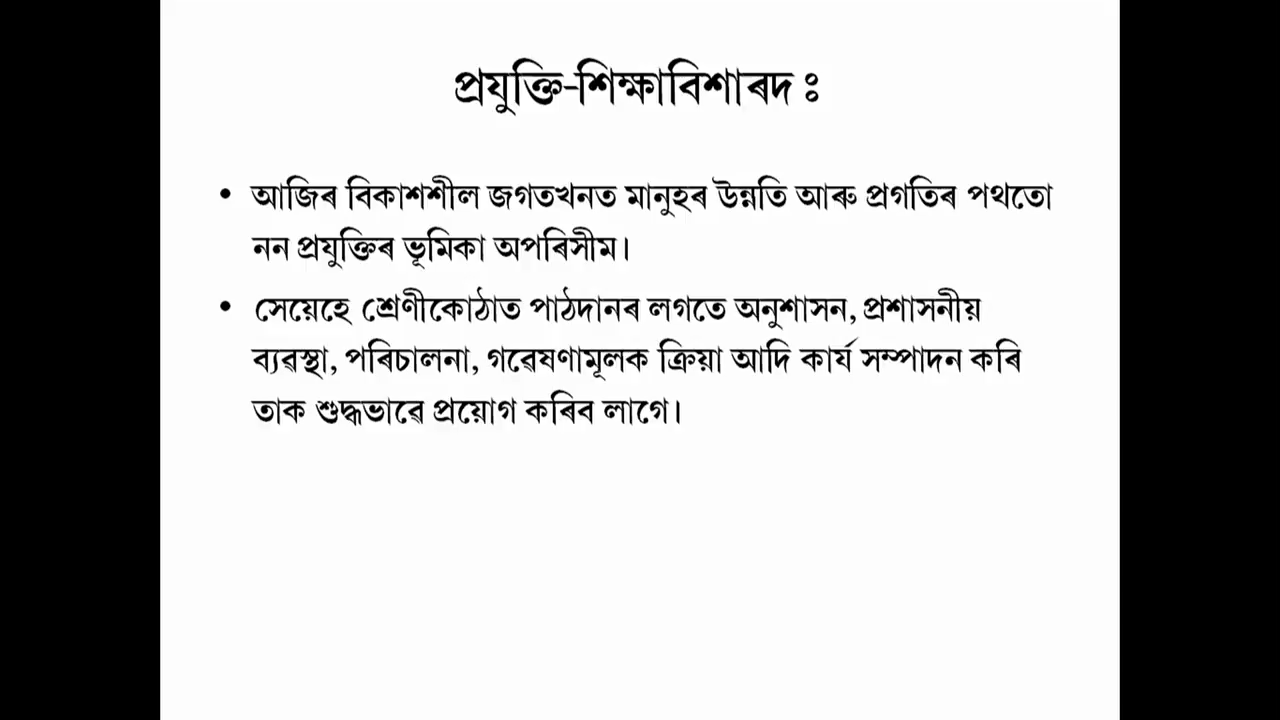 প্ৰযুক্তি-শিক্ষাবিশাৰদ ঃ
• আজিৰ বিকাশশীল জগতখনত মানুহৰ উন্নতি আৰু প্ৰগতিৰ পথতো
নন প্ৰযুক্তিৰ ভূমিকা অপৰিসীম।
• সেয়েহে শ্ৰেণীকোঠাত পাঠদানৰ লগতে অনুশাসন, প্ৰশাসনীয়
ব্যৱস্থা, পৰিচালনা, গৱেষণামূলক ক্ৰিয়া আদি কাৰ্য সম্পাদন কৰি
তাক শুদ্ধভাৱে প্ৰয়োগ কৰিব লাগে।